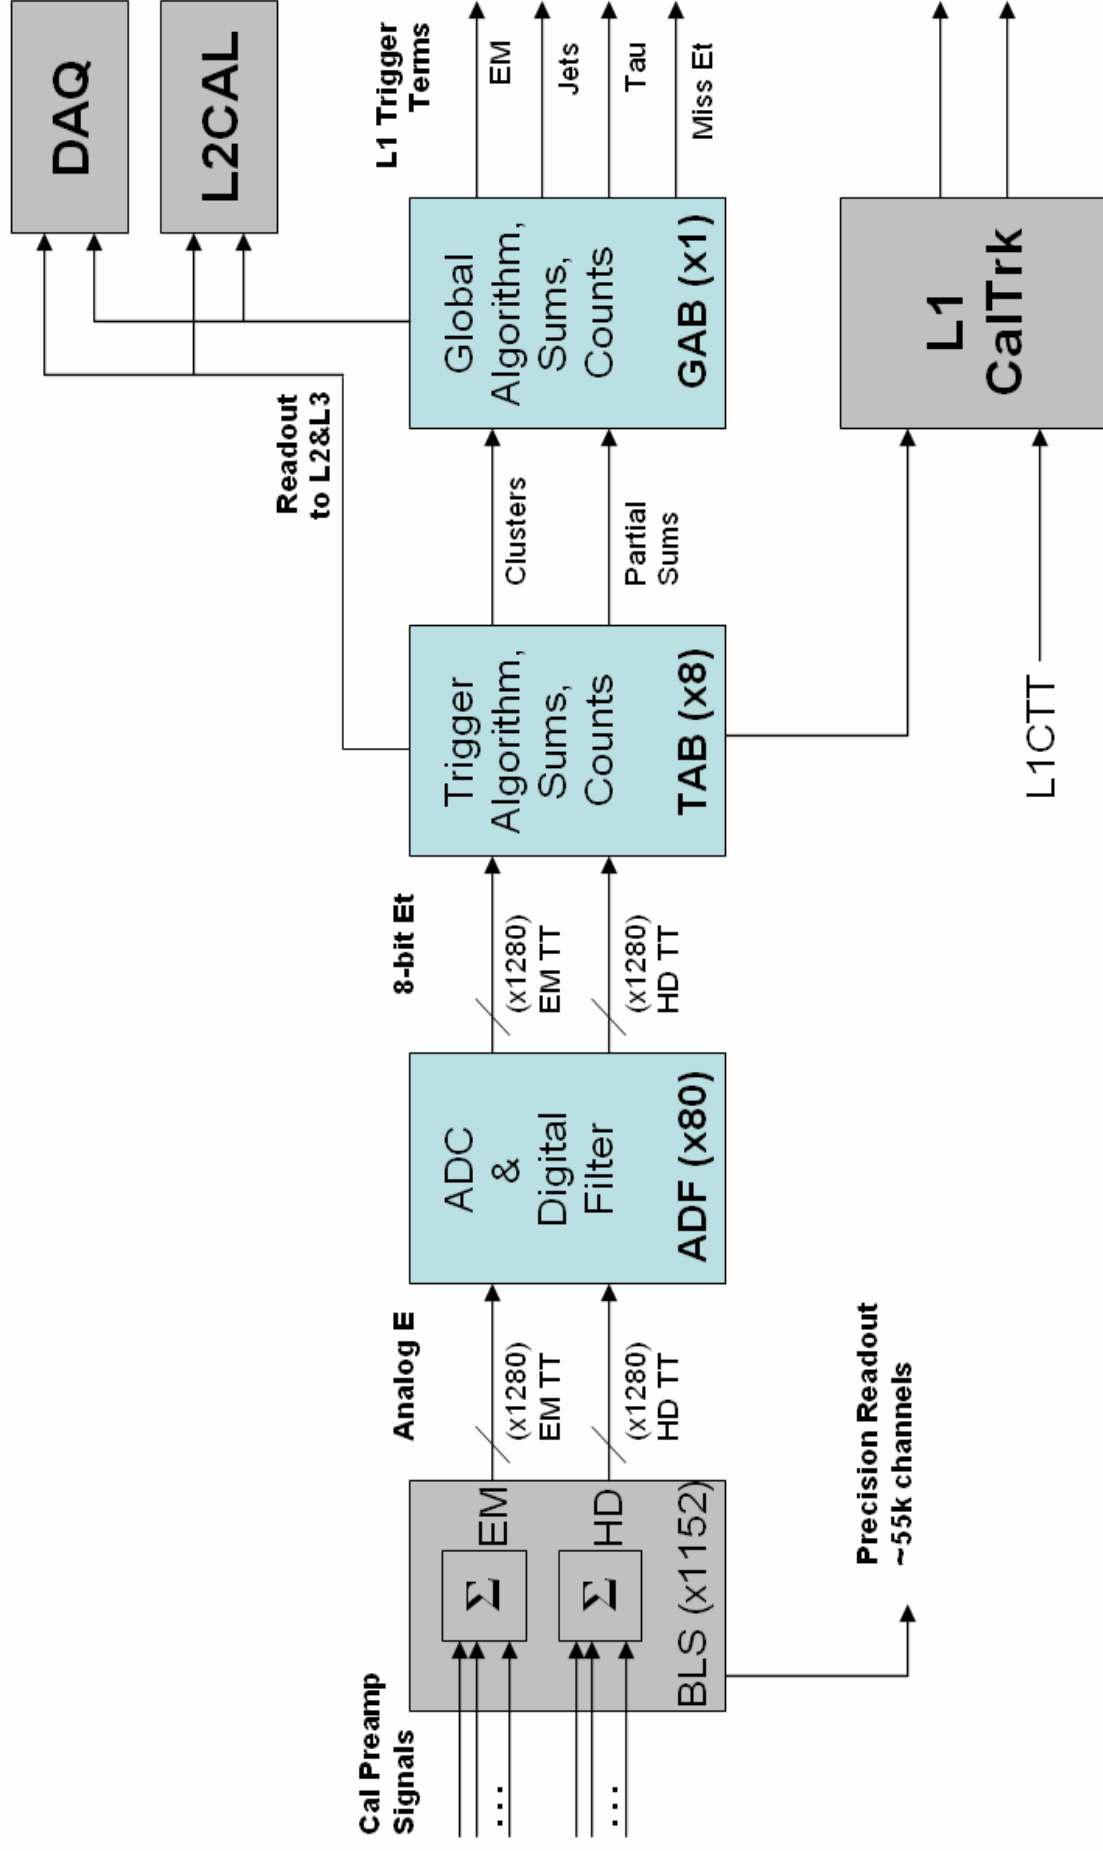 Cal Preamp
Signals
...
...
Σ
EM
Σ
HD
BLS (x1152)
Precision Readout
~55k channels
Analog E
(x1280)
EM TT
(x1280)
HD TT
ADC
&
Digital
Filter
ADF (x80)
8-bit Et
(x1280)
EM TT
(x1280)
HD TT
Trigger
Algorithm,
Sums,
Counts
TAB (x8)
Readout
to L2&L3
Clusters
Partial
Sums
Global
Algorithm,
Sums,
Counts
GAB (x1)
DAQ
L2CAL
L1 Trigger
Terms
EM
Jets
Tau
Miss Et
L1CTT
L1
CalTrk